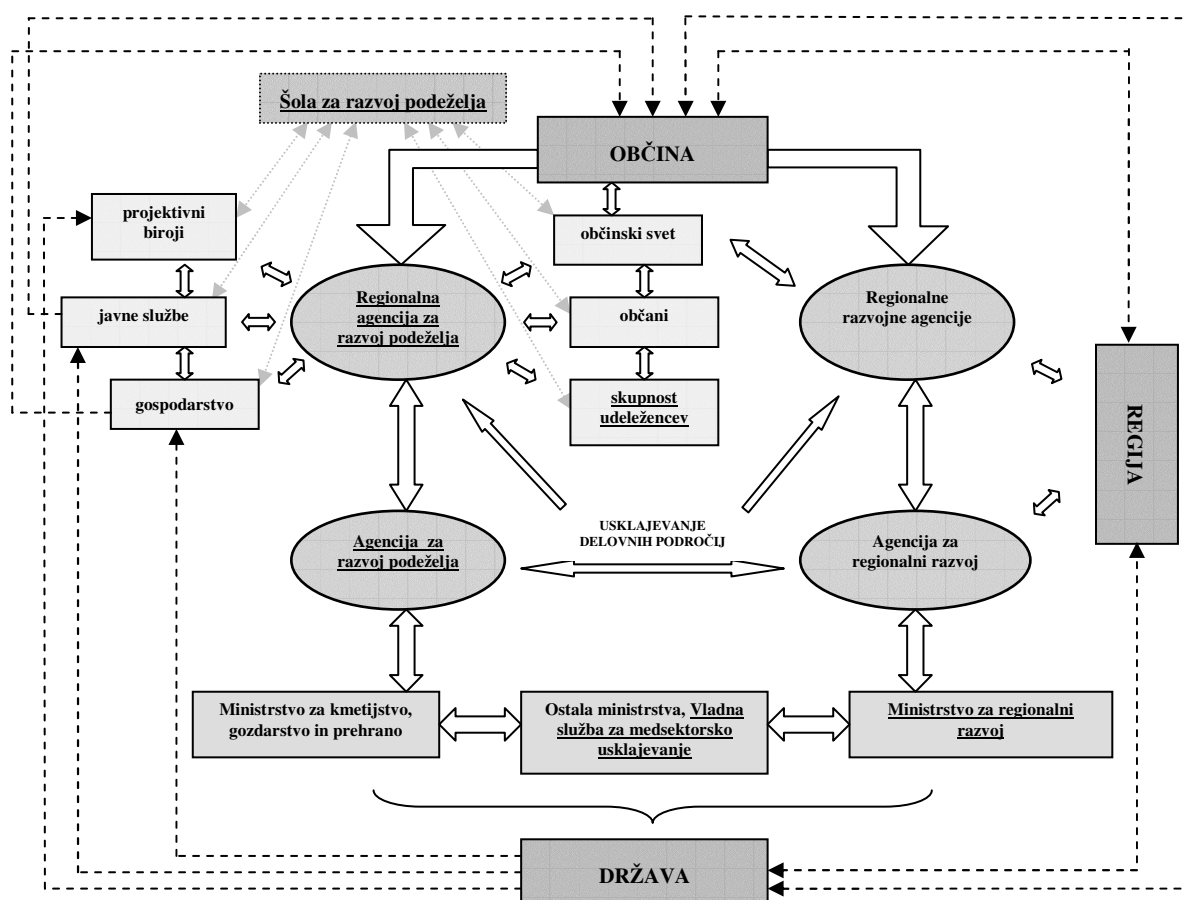 Šola za razvoj podeželja
OBČINA
projektivni
biroji
občinski svet
javne službe
Regionalna
agencija za
razvoj podeželja
občani
Regionalne
razvojne agencije
gospodarstvo
skupnost
udeležencev
REGIJA
USKLAJEVANJE
DELOVNIH PODROČIJ
Agencija za
razvoj podeželja
Agencija za
regionalni razvoj
Ministrstvo za kmetijstvo,
gozdarstvo in prehrano
Ostala ministrstva, Vladna
služba za medsektorsko
usklajevanje
Ministrstvo za regionalni
razvoj
DRŽAVA